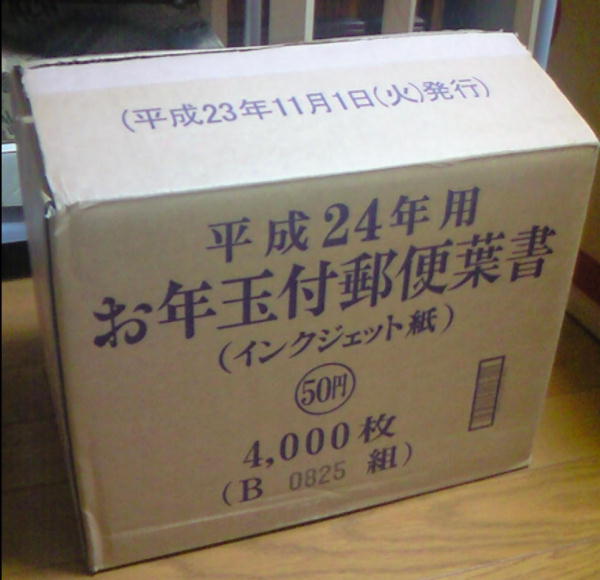 (平成23年11月1日(火)発行)
平成24年用
お年玉付郵便葉書
(インクジェット紙)
50円
4,000枚
(B 0825 組)